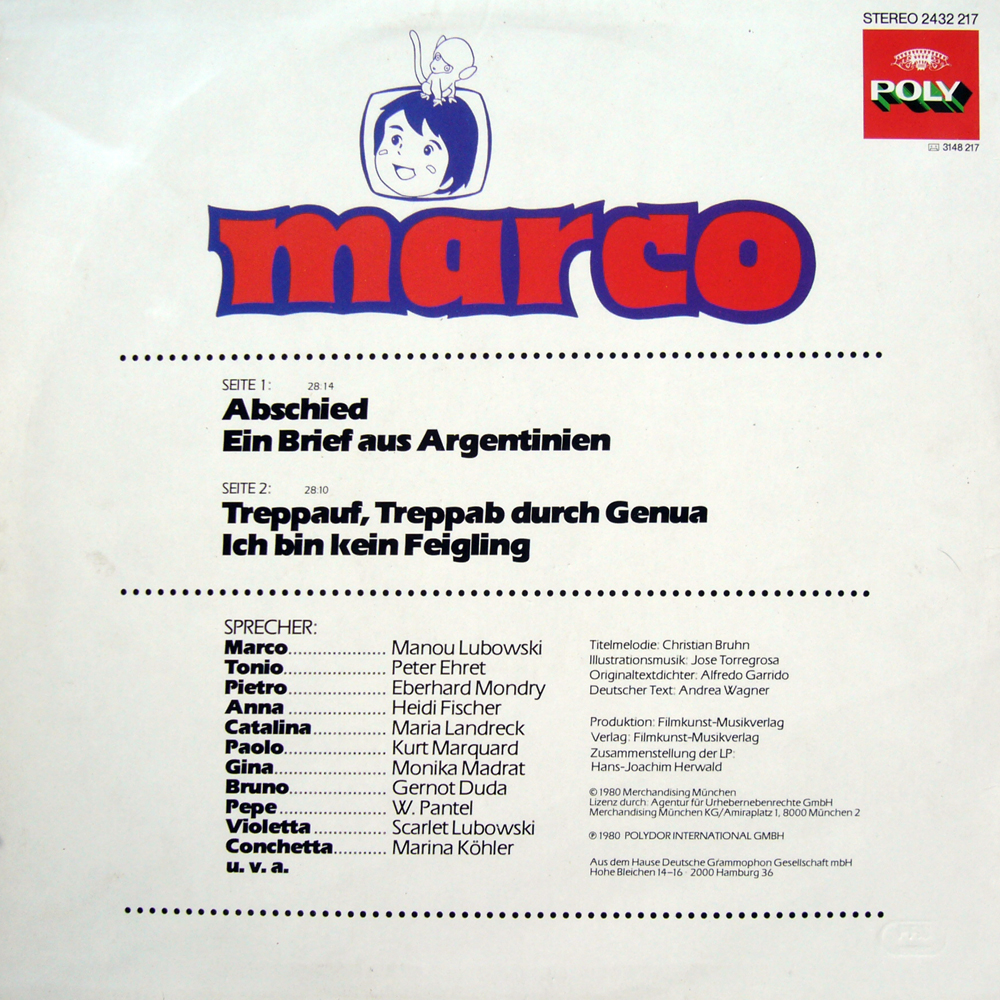 STEREO 2432 217
POLY
3148 217
marco
SEITE 1: 28:14
Abschied
Ein Brief aus Argentinien
SEITE 2: 28:10
Treppauf, Treppab durch Genua
Ich bin kein Feigling
SPRECHER:
Marco.................... Manou Lubowski
Tonio.................... Peter Ehret
Pietro.................... Eberhard Mondry
Anna .................... Heidi Fischer
Catalina............... Maria Landreck
Paolo.................... Kurt Marquard
Gina....................... Monika Madrat
Bruno.................... Gernot Duda
Pepe...................... W. Pantel
Violetta............... Scarlet Lubowski
Conchetta........... Marina Köhler
u. v. a.
Titelmelodie: Christian Bruhn
Illustrationsmusik: Jose Torregrosa
Originaltextdichter: Alfredo Garrido
Deutscher Text: Andrea Wagner
Produktion: Filmkunst-Musikverlag
Verlag: Filmkunst-Musikverlag
Zusammenstellung der LP:
Hans-Joachim Herwald
© 1980 Merchandising München
Lizenz durch: Agentur für Urhebernebenrechte GmbH
Merchandising München KG/Amiraplatz 1, 8000 München 2
℗ 1980 POLYDOR INTERNATIONAL GMBH
Aus dem Hause Deutsche Grammophon Gesellschaft mbH
Hohe Bleichen 14-16 · 2000 Hamburg 36